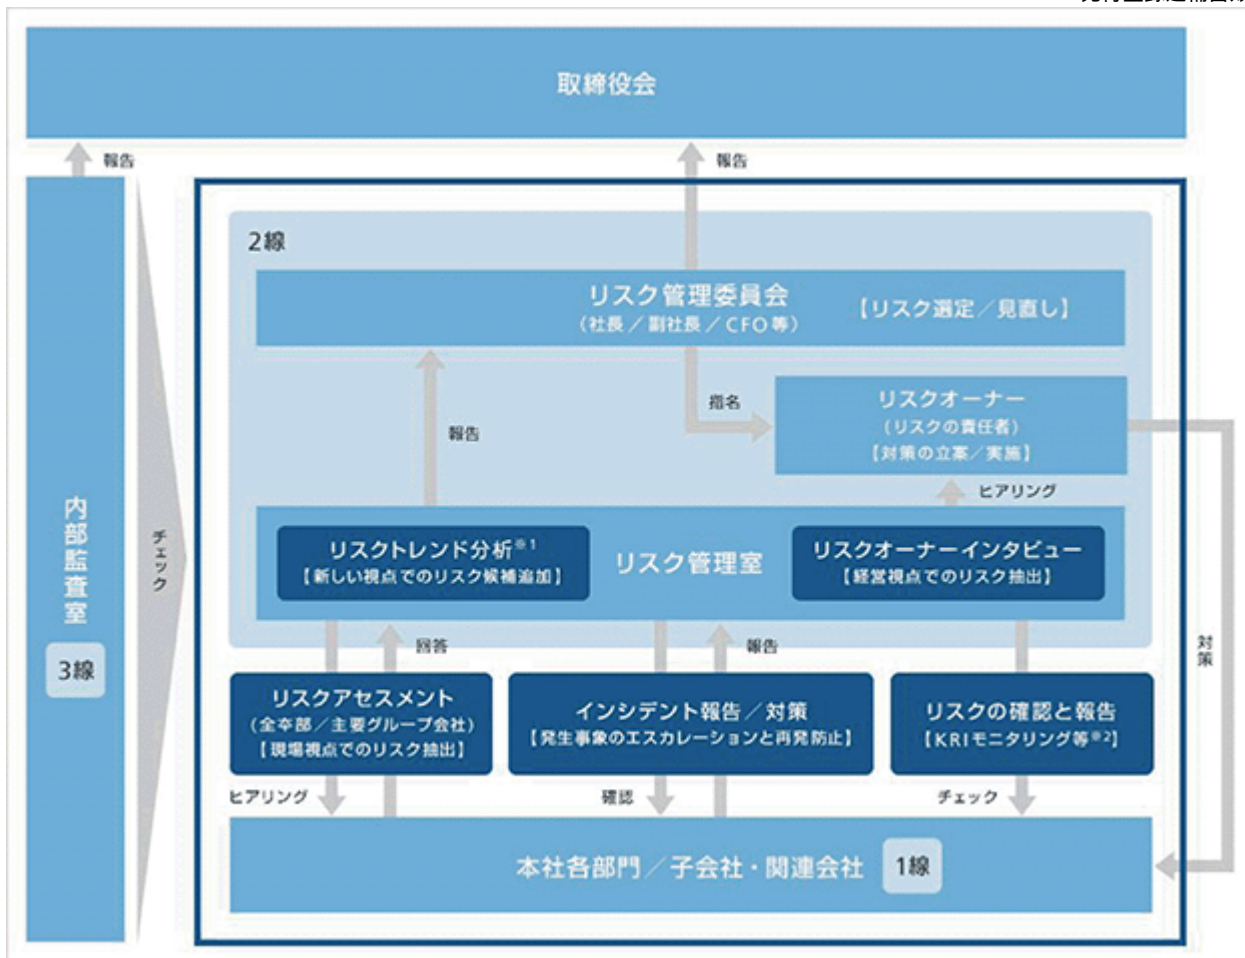 取締役会
報告
報告
2線
リスク管理委員会
(社長／副社長／CFO等)
【リスク選定／見直し】
指名
リスクオーナー
(リスクの責任者)
【対策の立案／実施】
報告
ヒアリング
内部監査室
3線
チェック
リスクトレンド分析※1
【新しい視点でのリスク候補追加】
リスク管理室
リスクオーナーインタビュー
【経営視点でのリスク抽出】
回答
報告
対策
リスクアセスメント
(全本部／主要グループ会社)
【現場視点でのリスク抽出】
インシデント報告／対策
【発生事象のエスカレーションと再発防止】
リスクの確認と報告
【KRIモニタリング等※2】
ヒアリング
確認
チェック
本社各部門／子会社・関連会社
1線